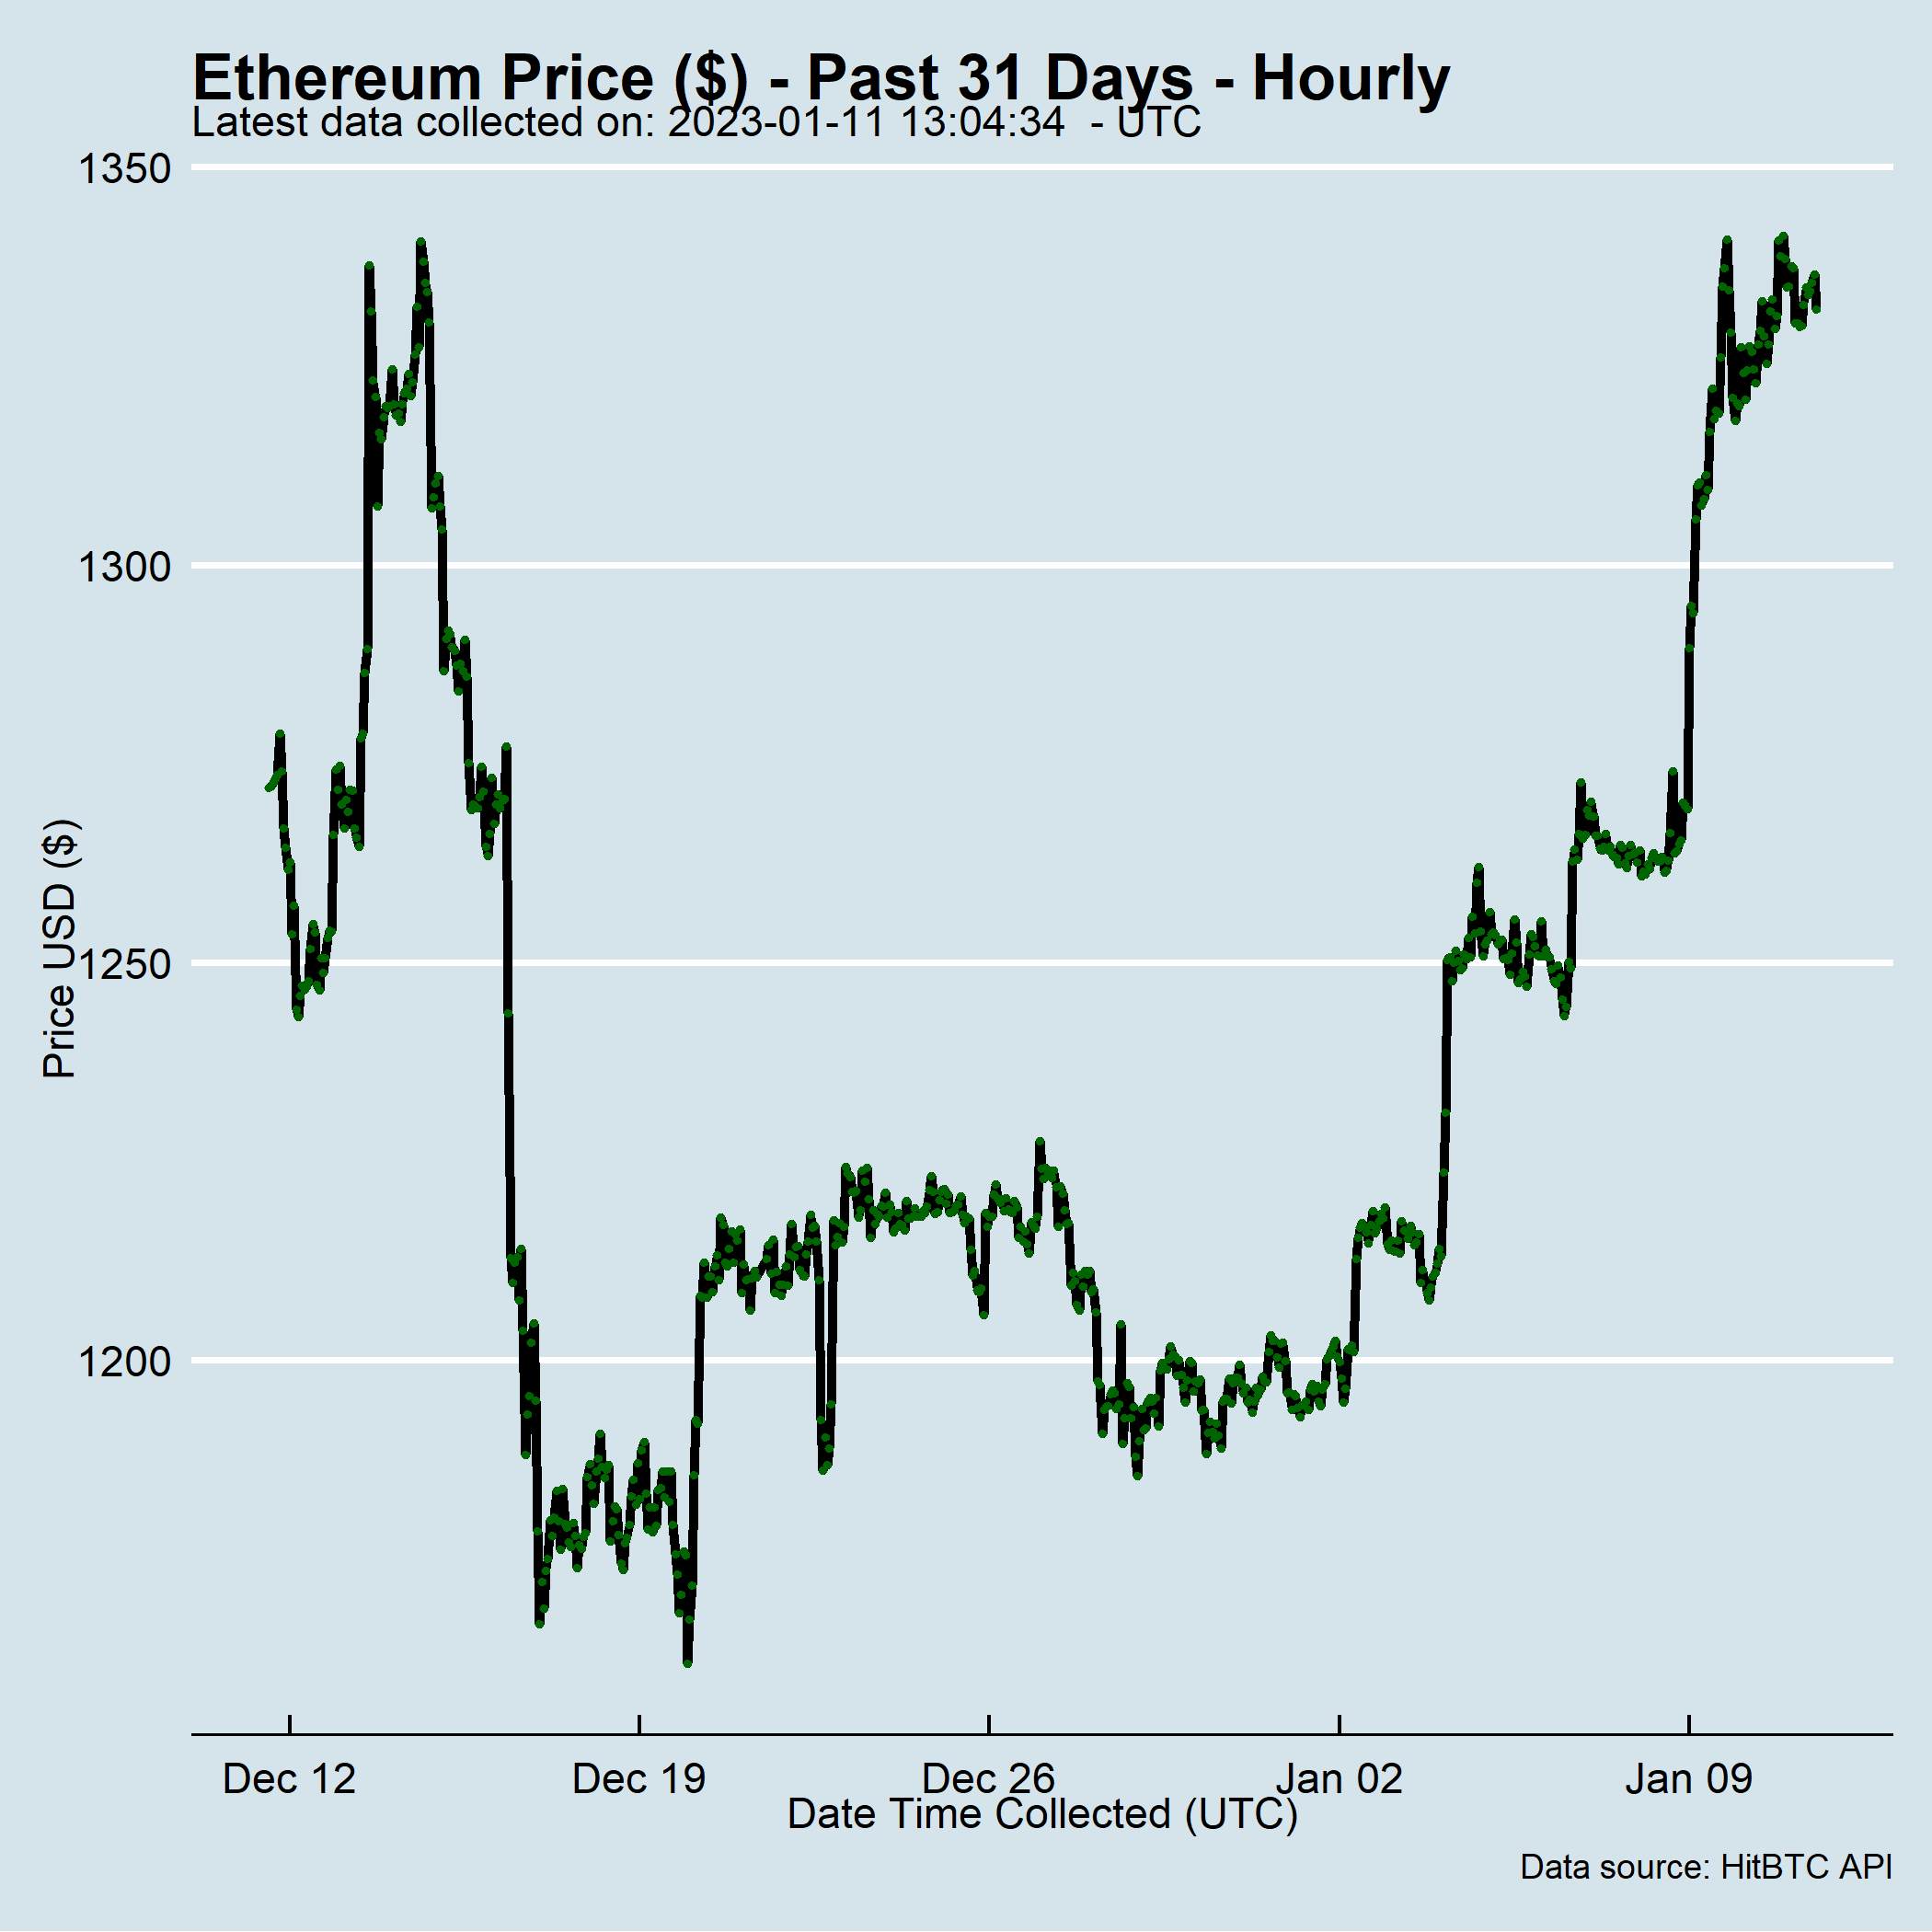 Ethereum Price ($) - Past 31 Days - Hourly
Latest data collected on: 2023-01-11 13:04:34  - UTC
1350
1300
1250
1200
Price USD ($)
Dec 12
Dec 19
Dec 26
Jan 02
Jan 09
Date Time Collected (UTC)
Data source: HitBTC API